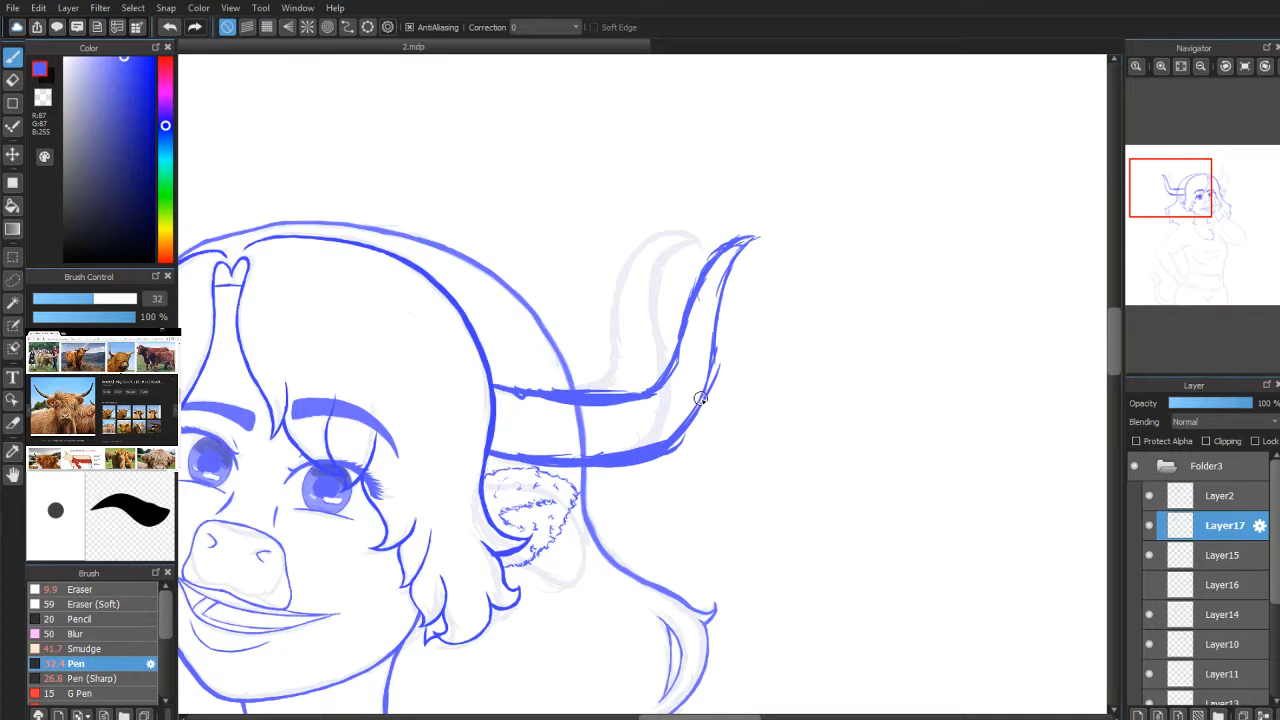 File Edit Layer Filter Select Snap Color View Tool Window Help
AntiAliasing Correction 0 Soft Edge
Color
2.mdp
Navigator
R:87
G:87
B:255
Brush Control
32
100 %
Layer
Opacity 100 %
Blending Normal
Protect Alpha Clipping Lock
Folder3
Layer2
Layer17
Layer15
Layer16
Layer14
Layer10
Layer11
Layer13
Brush
9.9 Eraser
59 Eraser (Soft)
20 Pencil
50 Blur
41.7 Smudge
32.4 Pen
26.8 Pen (Sharp)
15 G Pen